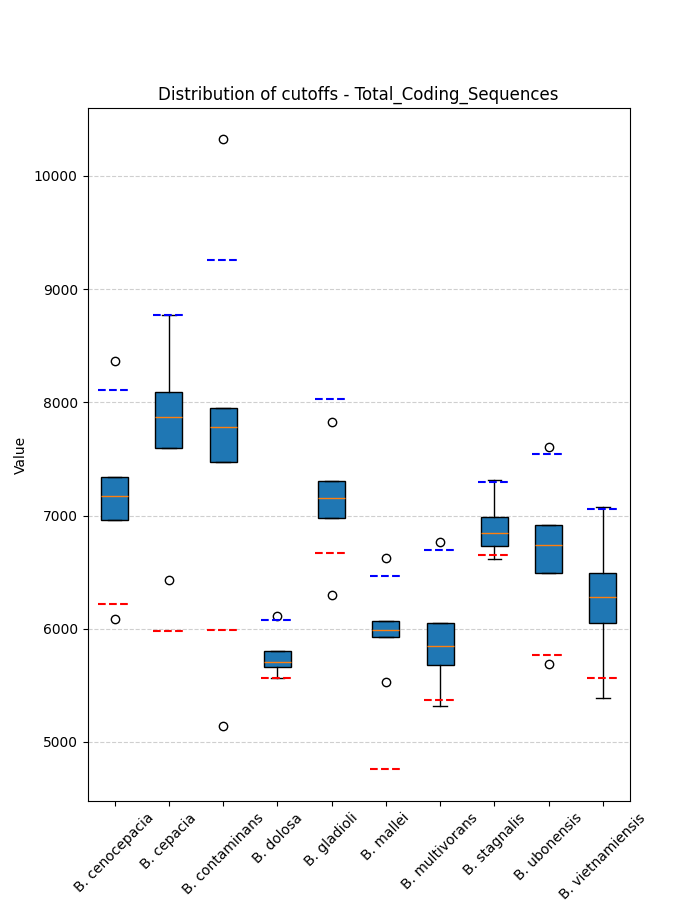 Distribution of cutoffs - Total_Coding_Sequences
Value
10000
9000
8000
7000
6000
5000
B. cenocepacia
B. cepacia
B. contaminans
B. dolosa
B. gladioli
B. mallei
B. multivorans
B. stagnalis
B. ubonensis
B. vietnamiensis